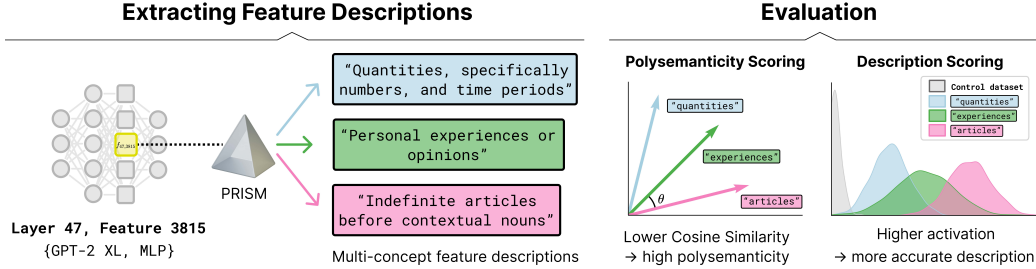 Extracting Feature Descriptions
PRISM
Layer 47, Feature 3815
{GPT-2 XL, MLP}
“Quantities, specifically
numbers, and time periods”
“Personal experiences or
opinions”
“Indefinite articles
before contextual nouns”
Multi-concept feature descriptions
Evaluation
Polysemanticity Scoring
“quantities”
“experiences”
“articles”
θ
Lower Cosine Similarity
→ high polysemanticity
Description Scoring
Control dataset
“quantities”
“experiences”
“articles”
Higher activation
→ more accurate description